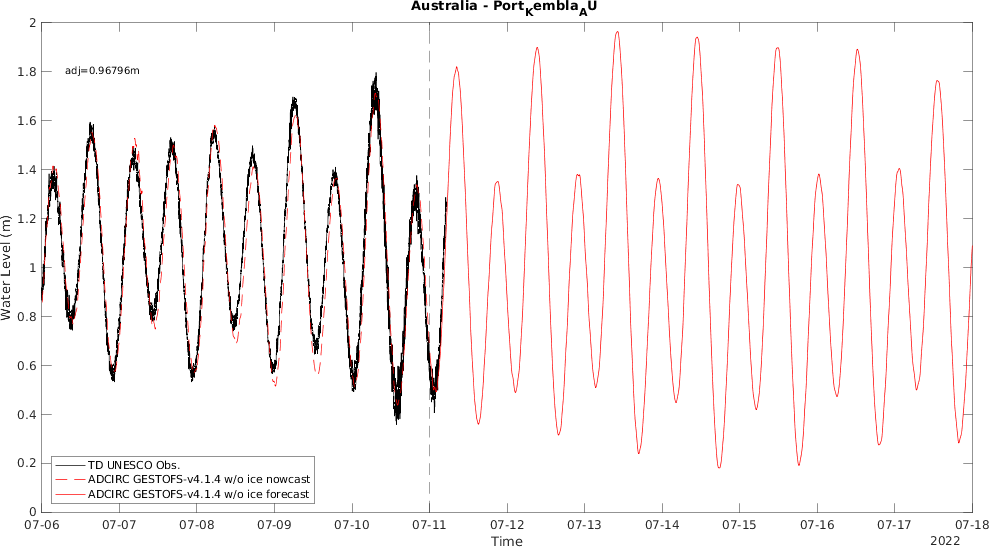 Australia - PortKemblaAU
adj=0.96796m
Water Level (m)
2
1.8
1.6
1.4
1.2
1
0.8
0.6
0.4
0.2
0
TD UNESCO Obs.
ADCIRC GESTOFS-v4.1.4 w/o ice nowcast
ADCIRC GESTOFS-v4.1.4 w/o ice forecast
07-06 07-07 07-08 07-09 07-10 07-11 07-12 07-13 07-14 07-15 07-16 07-17 07-18
Time
2022